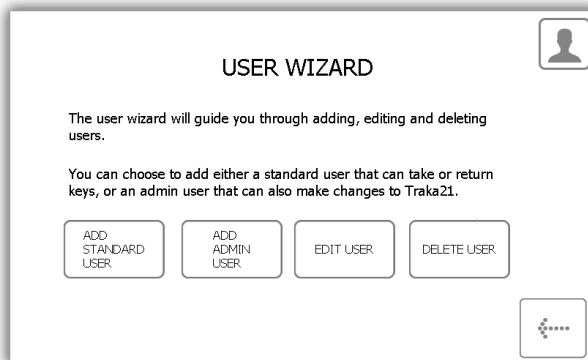 USER WIZARD
The user wizard will guide you through adding, editing and deleting
users.
You can choose to add either a standard user that can take or return
keys, or an admin user that can also make changes to Traka21.
ADD
STANDARD
USER
ADD
ADMIN
USER
EDIT USER
DELETE USER